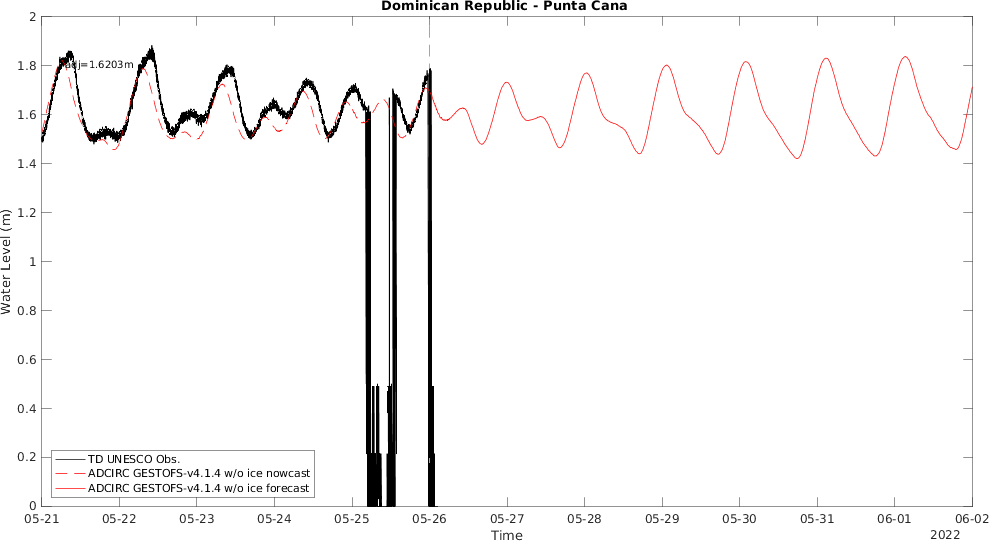 Dominican Republic - Punta Cana
2
1.8
1.6
1.4
1.2
1
0.8
0.6
0.4
0.2
0
Water Level (m)
adj=1.6203m
TD UNESCO Obs.
ADCIRC GESTOFS-v4.1.4 w/o ice nowcast
ADCIRC GESTOFS-v4.1.4 w/o ice forecast
05-21 05-22 05-23 05-24 05-25 05-26 05-27 05-28 05-29 05-30 05-31 06-01 06-02
Time
2022